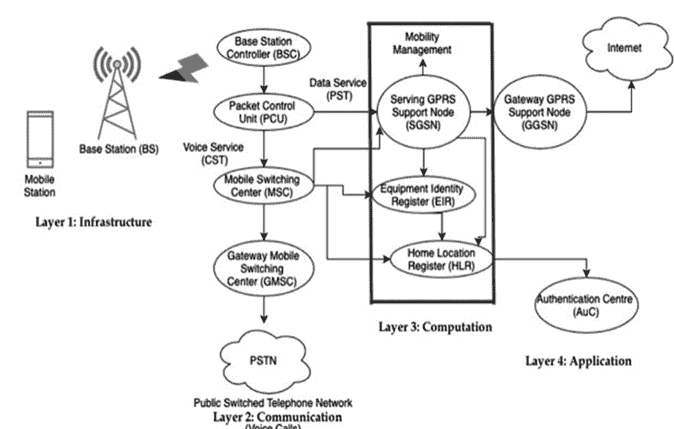 Mobile
Station
Base Station (BS)
Layer 1: Infrastructure
Base Station
Controller (BSC)
Packet Control
Unit (PCU)
Voice Service
(CST)
Mobile Switching
Center (MSC)
Gateway Mobile
Switching
Center (GMSC)
PSTN
Public Switched Telephone Network
Layer 2: Communication
(Voice Calls)
Data Service
(PST)
Mobility
Management
Serving GPRS
Support Node
(SGSN)
Equipment Identity
Register (EIR)
Home Location
Register (HLR)
Layer 3: Computation
Gateway GPRS
Support Node
(GGSN)
Internet
Authentication Centre
(AuC)
Layer 4: Application